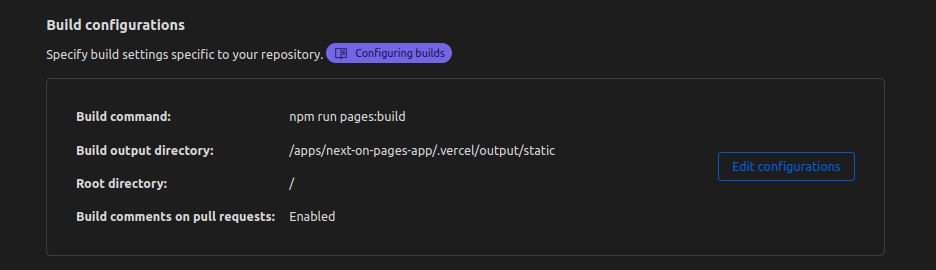 Build configurations
Specify build settings specific to your repository. Configuring builds
Build command: npm run pages:build
Build output directory: /apps/next-on-pages-app/.vercel/output/static
Edit configurations
Root directory: /
Build comments on pull requests: Enabled